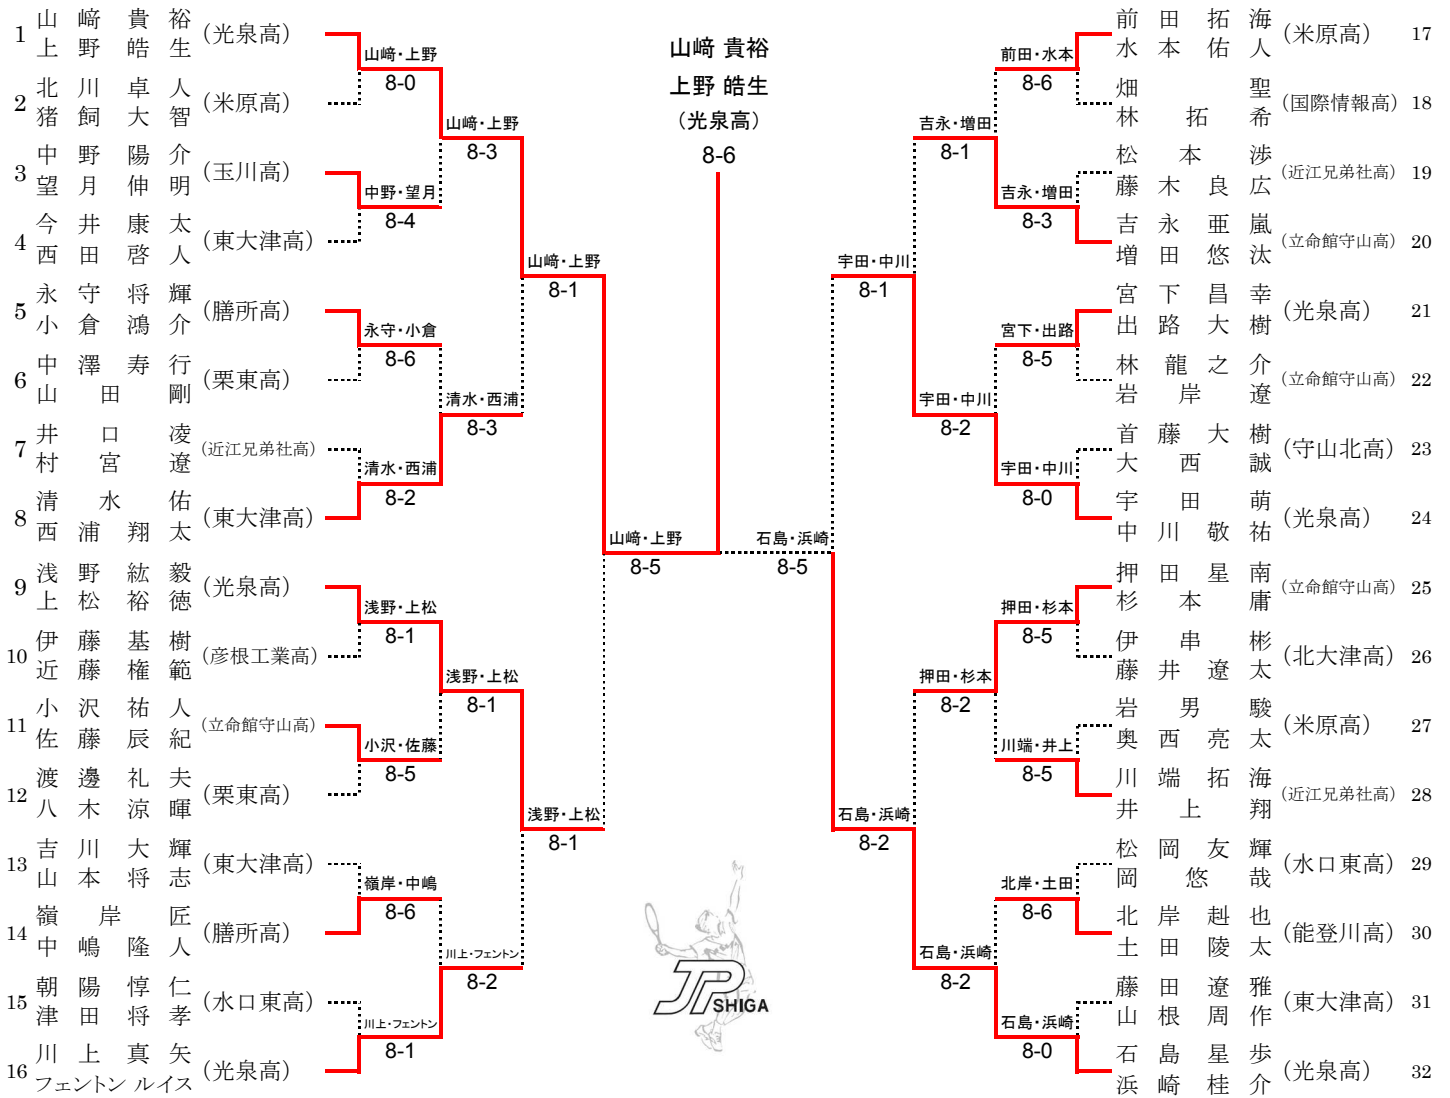 1 山﨑貴裕 (光泉高)
上野皓生
2 北川卓人 (米原高)
猪飼大智
3 中野陽介 (玉川高)
望月伸明
4 今井康太 (東大津高)
西田啓人
5 永守将輝 (膳所高)
小倉鴻介
6 中澤寿行 (栗東高)
山田剛
7 井口凌 (近江兄弟社高)
村宮遼
8 清水佑 (東大津高)
西浦翔太
9 浅野紘毅 (光泉高)
上松裕徳
10 伊藤基樹 (彦根工業高)
近藤権範
11 小沢祐人 (立命館守山高)
佐藤辰紀
12 渡邊礼夫 (栗東高)
八木涼暉
13 吉川大輝 (東大津高)
山本将志
14 嶺岸匠 (膳所高)
中嶋隆人
15 朝陽惇仁 (水口東高)
津田将孝
16 川上真矢 (光泉高)
フェントン ルイス
山﨑・上野
8-0
中野・望月
8-4
永守・小倉
8-6
清水・西浦
8-2
浅野・上松
8-1
小沢・佐藤
8-5
嶺岸・中嶋
8-6
川上・フェントン
8-1
山﨑・上野
8-3
清水・西浦
8-3
浅野・上松
8-1
川上・フェントン
8-2
山﨑・上野
8-1
浅野・上松
8-1
山﨑・上野
8-5
山﨑 貴裕
上野 皓生
(光泉高)
8-6
石島・浜崎
8-5
宇田・中川
8-1
石島・浜崎
8-2
吉永・増田
8-1
宇田・中川
8-2
押田・杉本
8-2
石島・浜崎
8-2
前田・水本
8-6
吉永・増田
8-3
宮下・出路
8-5
宇田・中川
8-0
押田・杉本
8-5
川端・井上
8-5
北岸・土田
8-6
石島・浜崎
8-0
前田拓海 (米原高) 17
水本佑人
畑聖 (国際情報高) 18
林拓希
松本渉 (近江兄弟社高) 19
藤木良広
吉永亜嵐 (立命館守山高) 20
増田悠汰
宮下昌幸 (光泉高) 21
出路大樹
林龍之介 (立命館守山高) 22
岩岸遼
首藤大樹 (守山北高) 23
大西誠
宇田萌 (光泉高) 24
中川敬祐
押田星南 (立命館守山高) 25
杉本庸
伊串彬 (北大津高) 26
藤井遼太
岩男駿 (米原高) 27
奥西亮太
川端拓海 (近江兄弟社高) 28
井上翔
松岡友輝 (水口東高) 29
岡悠哉
北岸赳也 (能登川高) 30
土田陵太
藤田遼雅 (東大津高) 31
山根周作
石島星歩 (光泉高) 32
浜崎桂介
JP SHIGA